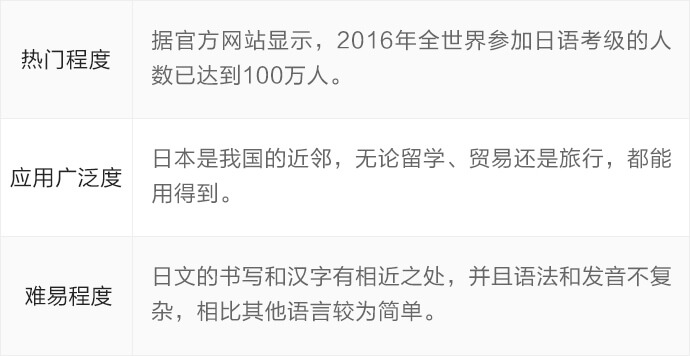 热门程度
据官方网站显示，2016年全世界参加日语考级的人
数已达到100万人。
应用广泛度
日本是我国的近邻，无论留学、贸易还是旅行，都能
用得到。
难易程度
日文的书写和汉字有相近之处，并且语法和发音不复
杂，相比其他语言较为简单。